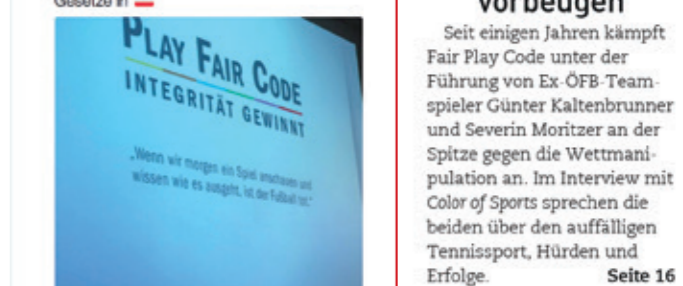 Gesetze in
PLAY FAIR CODE
INTEGRITÄT GEWINNT
„Wenn wir morgen ein Spiel anschauen und
wissen wie es ausgeht, ist der Fußball tot.“
vorbeugen
Seit einigen Jahren kämpft
Fair Play Code unter der
Führung von Ex-ÖFB-Team-
spieler Günter Kaltenbrunner
und Severin Moritzer an der
Spitze gegen die Wettmani-
pulation an. Im Interview mit
Color of Sports sprechen die
beiden über den auffälligen
Tennissport, Hürden und
Erfolge. Seite 16